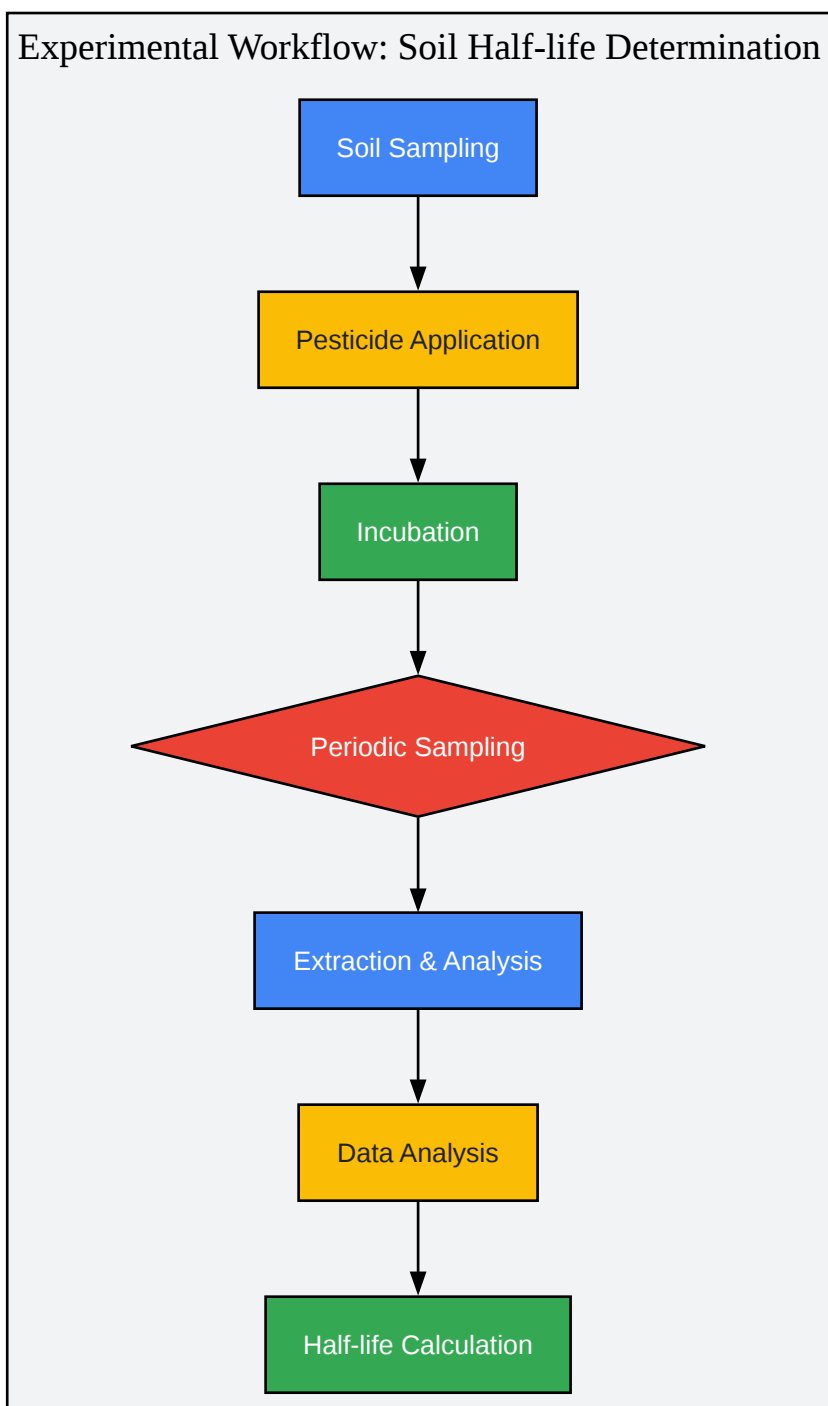 Experimental Workflow: Soil Half-life Determination
Soil Sampling
Pesticide Application
Incubation
Periodic Sampling
Extraction & Analysis
Data Analysis
Half-life Calculation